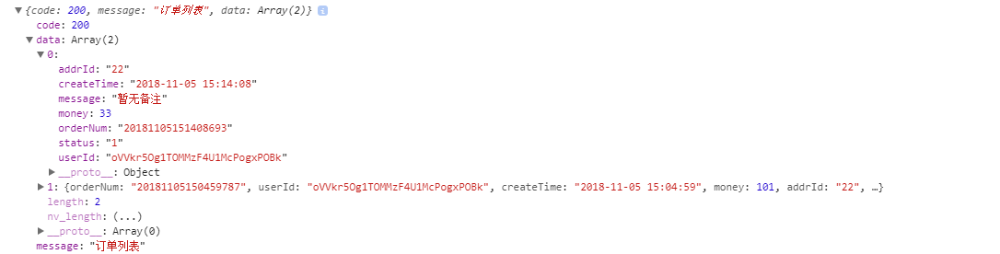 ▼{code: 200, message: "订单列表", data: Array(2)} i
code: 200
▼data: Array(2)
▼0:
addrId: "22"
createTime: "2018-11-05 15:14:08"
message: "暂无备注"
money: 33
orderNum: "20181105151408693"
status: "1"
userId: "oVVkr5Og1TOMMzF4U1McPogxPOBk"
▶__proto__: Object
▶1: {orderNum: "20181105150459787", userId: "oVVkr5Og1TOMMzF4U1McPogxPOBk", createTime: "2018-11-05 15:04:59", money: 101, addrId: "22", …}
length: 2
nv_length: (...)
▶__proto__: Array(0)
message: "订单列表"